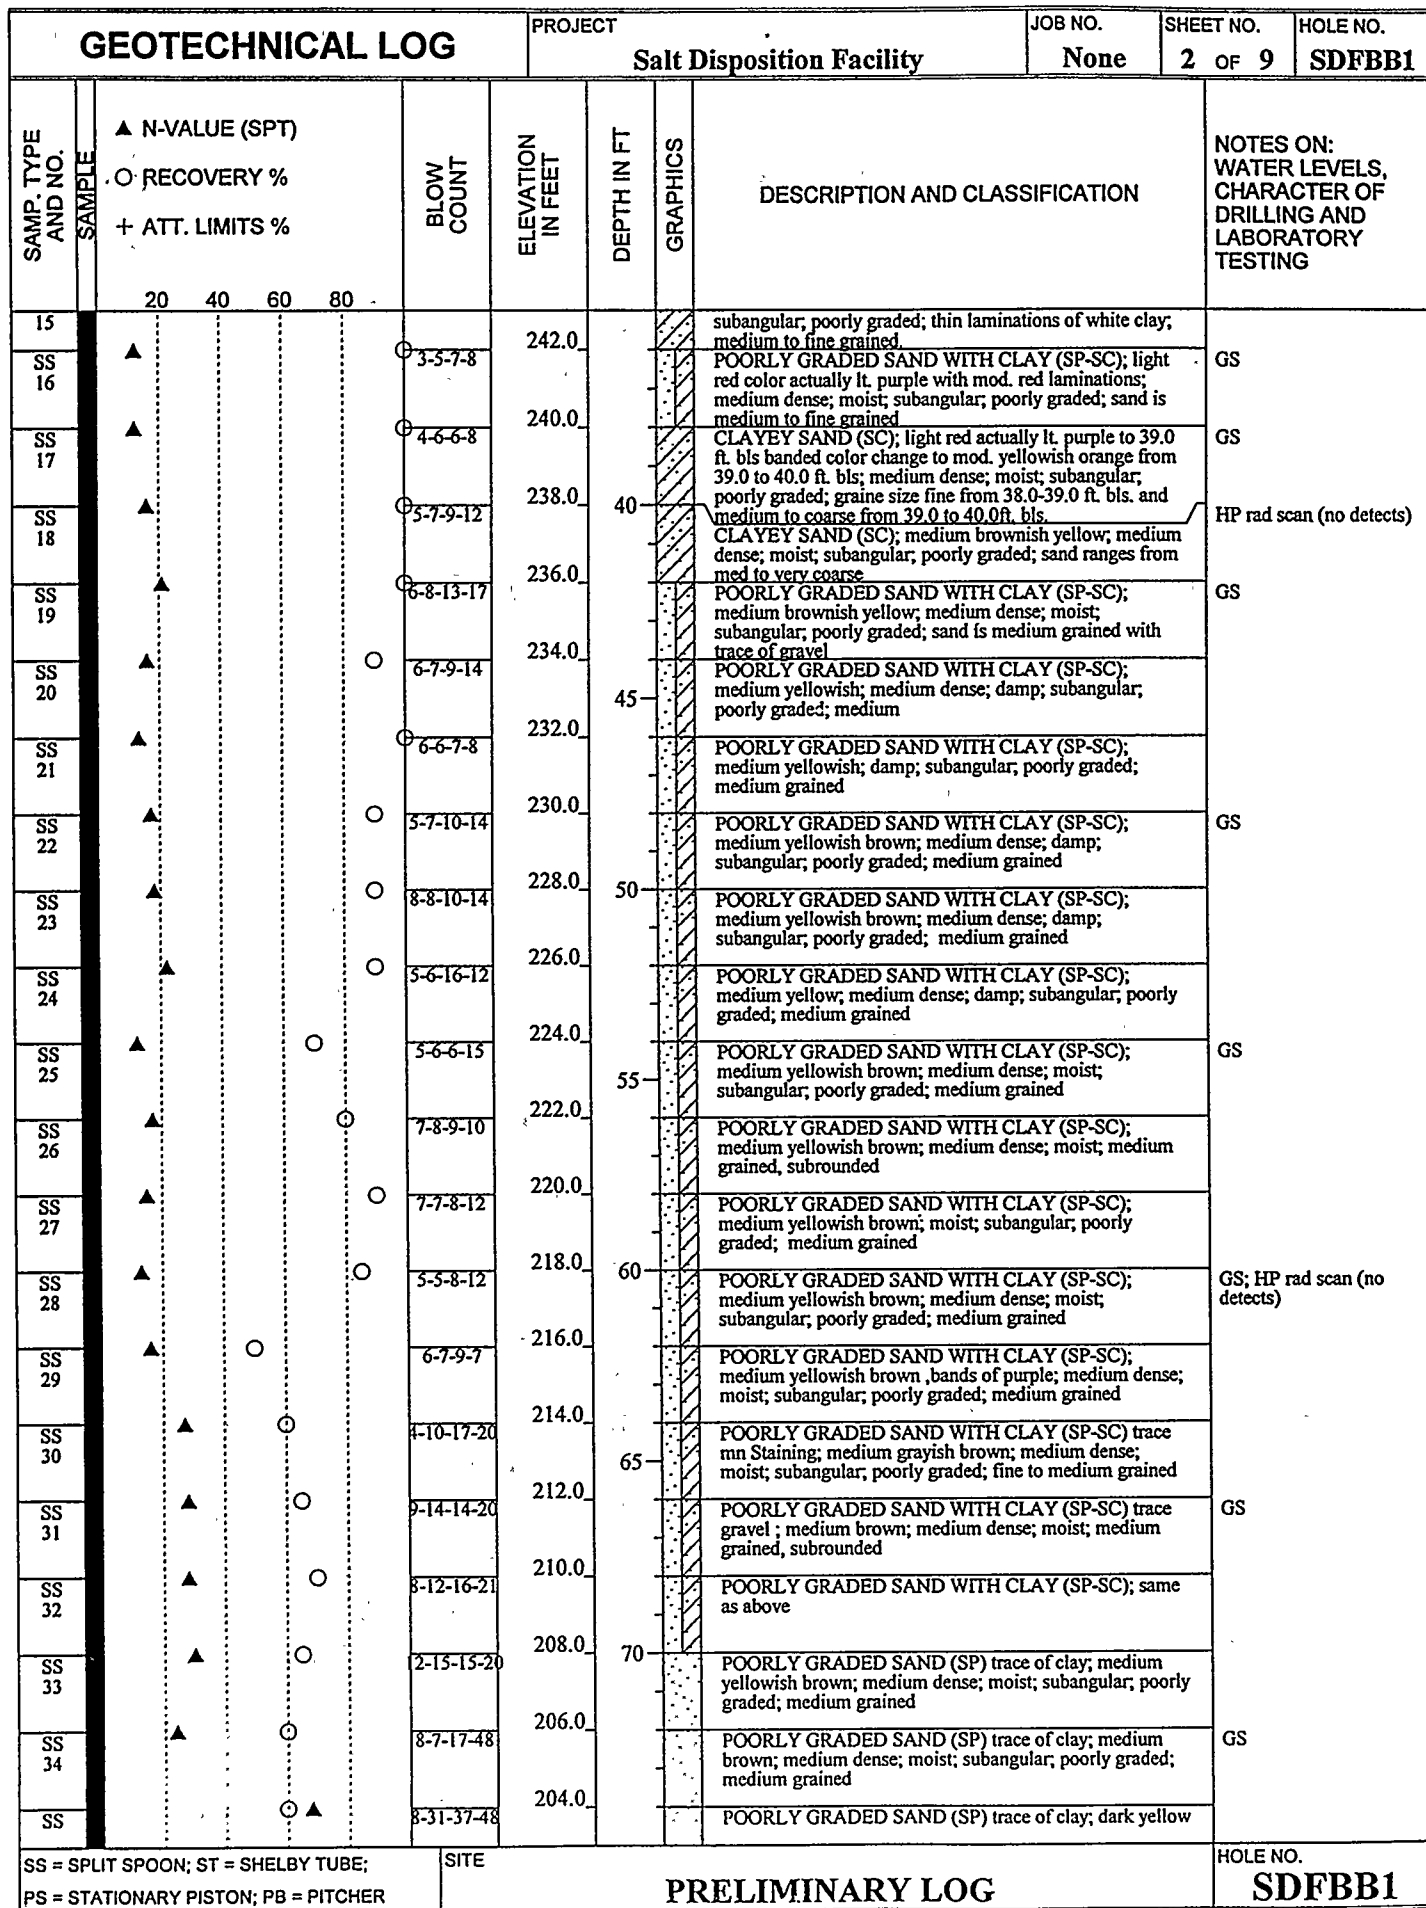 GEOTECHNICAL LOG
PROJECT
Salt Disposition Facility
JOB NO.
None
SHEET NO.
2 OF 9
HOLE NO.
SDFBB1
SAMP. TYPE
AND NO.
SAMPLE
▲ N-VALUE (SPT)
○ RECOVERY %
+ ATT. LIMITS %
20 40 60 80
BLOW
COUNT
ELEVATION
IN FEET
DEPTH IN FT
GRAPHICS
DESCRIPTION AND CLASSIFICATION
NOTES ON:
WATER LEVELS,
CHARACTER OF
DRILLING AND
LABORATORY
TESTING
15
subangular; poorly graded; thin laminations of white clay;
medium to fine grained.
242.0
SS
16
3-5-7-8
POORLY GRADED SAND WITH CLAY (SP-SC); light
red color actually lt. purple with mod. red laminations;
medium dense; moist; subangular; poorly graded; sand is
medium to fine grained
GS
240.0
SS
17
4-6-6-8
CLAYEY SAND (SC); light red actually lt. purple to 39.0
ft. bls banded color change to mod. yellowish orange from
39.0 to 40.0 ft. bls; medium dense; moist; subangular;
poorly graded; graine size fine from 38.0-39.0 ft. bls. and
medium to coarse from 39.0 to 40.0ft. bls.
GS
238.0
40
SS
18
5-7-9-12
CLAYEY SAND (SC); medium brownish yellow; medium
dense; moist; subangular; poorly graded; sand ranges from
med to very coarse
HP rad scan (no detects)
236.0
SS
19
6-8-13-17
POORLY GRADED SAND WITH CLAY (SP-SC);
medium brownish yellow; medium dense; moist;
subangular; poorly graded; sand is medium grained with
trace of gravel
GS
234.0
SS
20
6-7-9-14
POORLY GRADED SAND WITH CLAY (SP-SC);
medium yellowish; medium dense; damp; subangular;
poorly graded; medium
45
232.0
SS
21
6-6-7-8
POORLY GRADED SAND WITH CLAY (SP-SC);
medium yellowish; damp; subangular; poorly graded;
medium grained
230.0
SS
22
5-7-10-14
POORLY GRADED SAND WITH CLAY (SP-SC);
medium yellowish brown; medium dense; damp;
subangular; poorly graded; medium grained
GS
228.0
50
SS
23
8-8-10-14
POORLY GRADED SAND WITH CLAY (SP-SC);
medium yellowish brown; medium dense; damp;
subangular; poorly graded; medium grained
226.0
SS
24
5-6-16-12
POORLY GRADED SAND WITH CLAY (SP-SC);
medium yellow; medium dense; damp; subangular; poorly
graded; medium grained
224.0
SS
25
5-6-6-15
POORLY GRADED SAND WITH CLAY (SP-SC);
medium yellowish brown; medium dense; moist;
subangular; poorly graded; medium grained
GS
55
222.0
SS
26
7-8-9-10
POORLY GRADED SAND WITH CLAY (SP-SC);
medium yellowish brown; medium dense; moist; medium
grained, subrounded
220.0
SS
27
7-7-8-12
POORLY GRADED SAND WITH CLAY (SP-SC);
medium yellowish brown; moist; subangular; poorly
graded; medium grained
218.0
60
SS
28
5-5-8-12
POORLY GRADED SAND WITH CLAY (SP-SC);
medium yellowish brown; medium dense; moist;
subangular; poorly graded; medium grained
GS; HP rad scan (no
detects)
216.0
SS
29
6-7-9-7
POORLY GRADED SAND WITH CLAY (SP-SC);
medium yellowish brown ,bands of purple; medium dense;
moist; subangular; poorly graded; medium grained
214.0
SS
30
4-10-17-20
POORLY GRADED SAND WITH CLAY (SP-SC) trace
mn Staining; medium grayish brown; medium dense;
moist; subangular; poorly graded; fine to medium grained
65
212.0
SS
31
9-14-14-20
POORLY GRADED SAND WITH CLAY (SP-SC) trace
gravel ; medium brown; medium dense; moist; medium
grained, subrounded
GS
210.0
SS
32
8-12-16-21
POORLY GRADED SAND WITH CLAY (SP-SC); same
as above
208.0
70
SS
33
2-15-15-20
POORLY GRADED SAND (SP) trace of clay; medium
yellowish brown; medium dense; moist; subangular; poorly
graded; medium grained
206.0
SS
34
8-7-17-48
POORLY GRADED SAND (SP) trace of clay; medium
brown; medium dense; moist; subangular; poorly graded;
medium grained
GS
204.0
SS
8-31-37-48
POORLY GRADED SAND (SP) trace of clay; dark yellow
SS = SPLIT SPOON; ST = SHELBY TUBE;
PS = STATIONARY PISTON; PB = PITCHER
SITE
PRELIMINARY LOG
HOLE NO.
SDFBB1